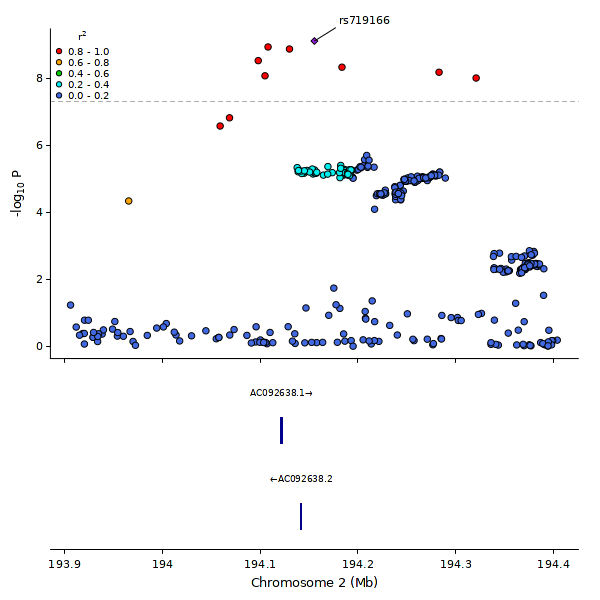 rs719166
r2
0.8 - 1.0
0.6 - 0.8
0.4 - 0.6
0.2 - 0.4
0.0 - 0.2
8
6
4
2
0
-log10 P
AC092638.1→
←AC092638.2
193.9 194 194.1 194.2 194.3 194.4
Chromosome 2 (Mb)